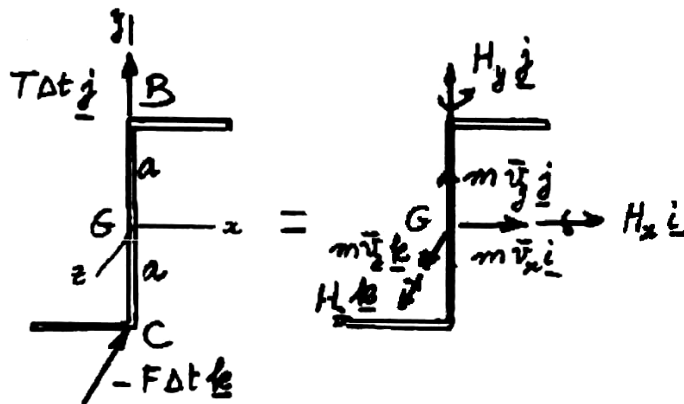 y
TΔt j
B
a
G
x
z
a
C
- FΔt k
=
H_y j
m v̄_y j
G
m v̄_x i
H_x i
m v̄_z k
H_z k